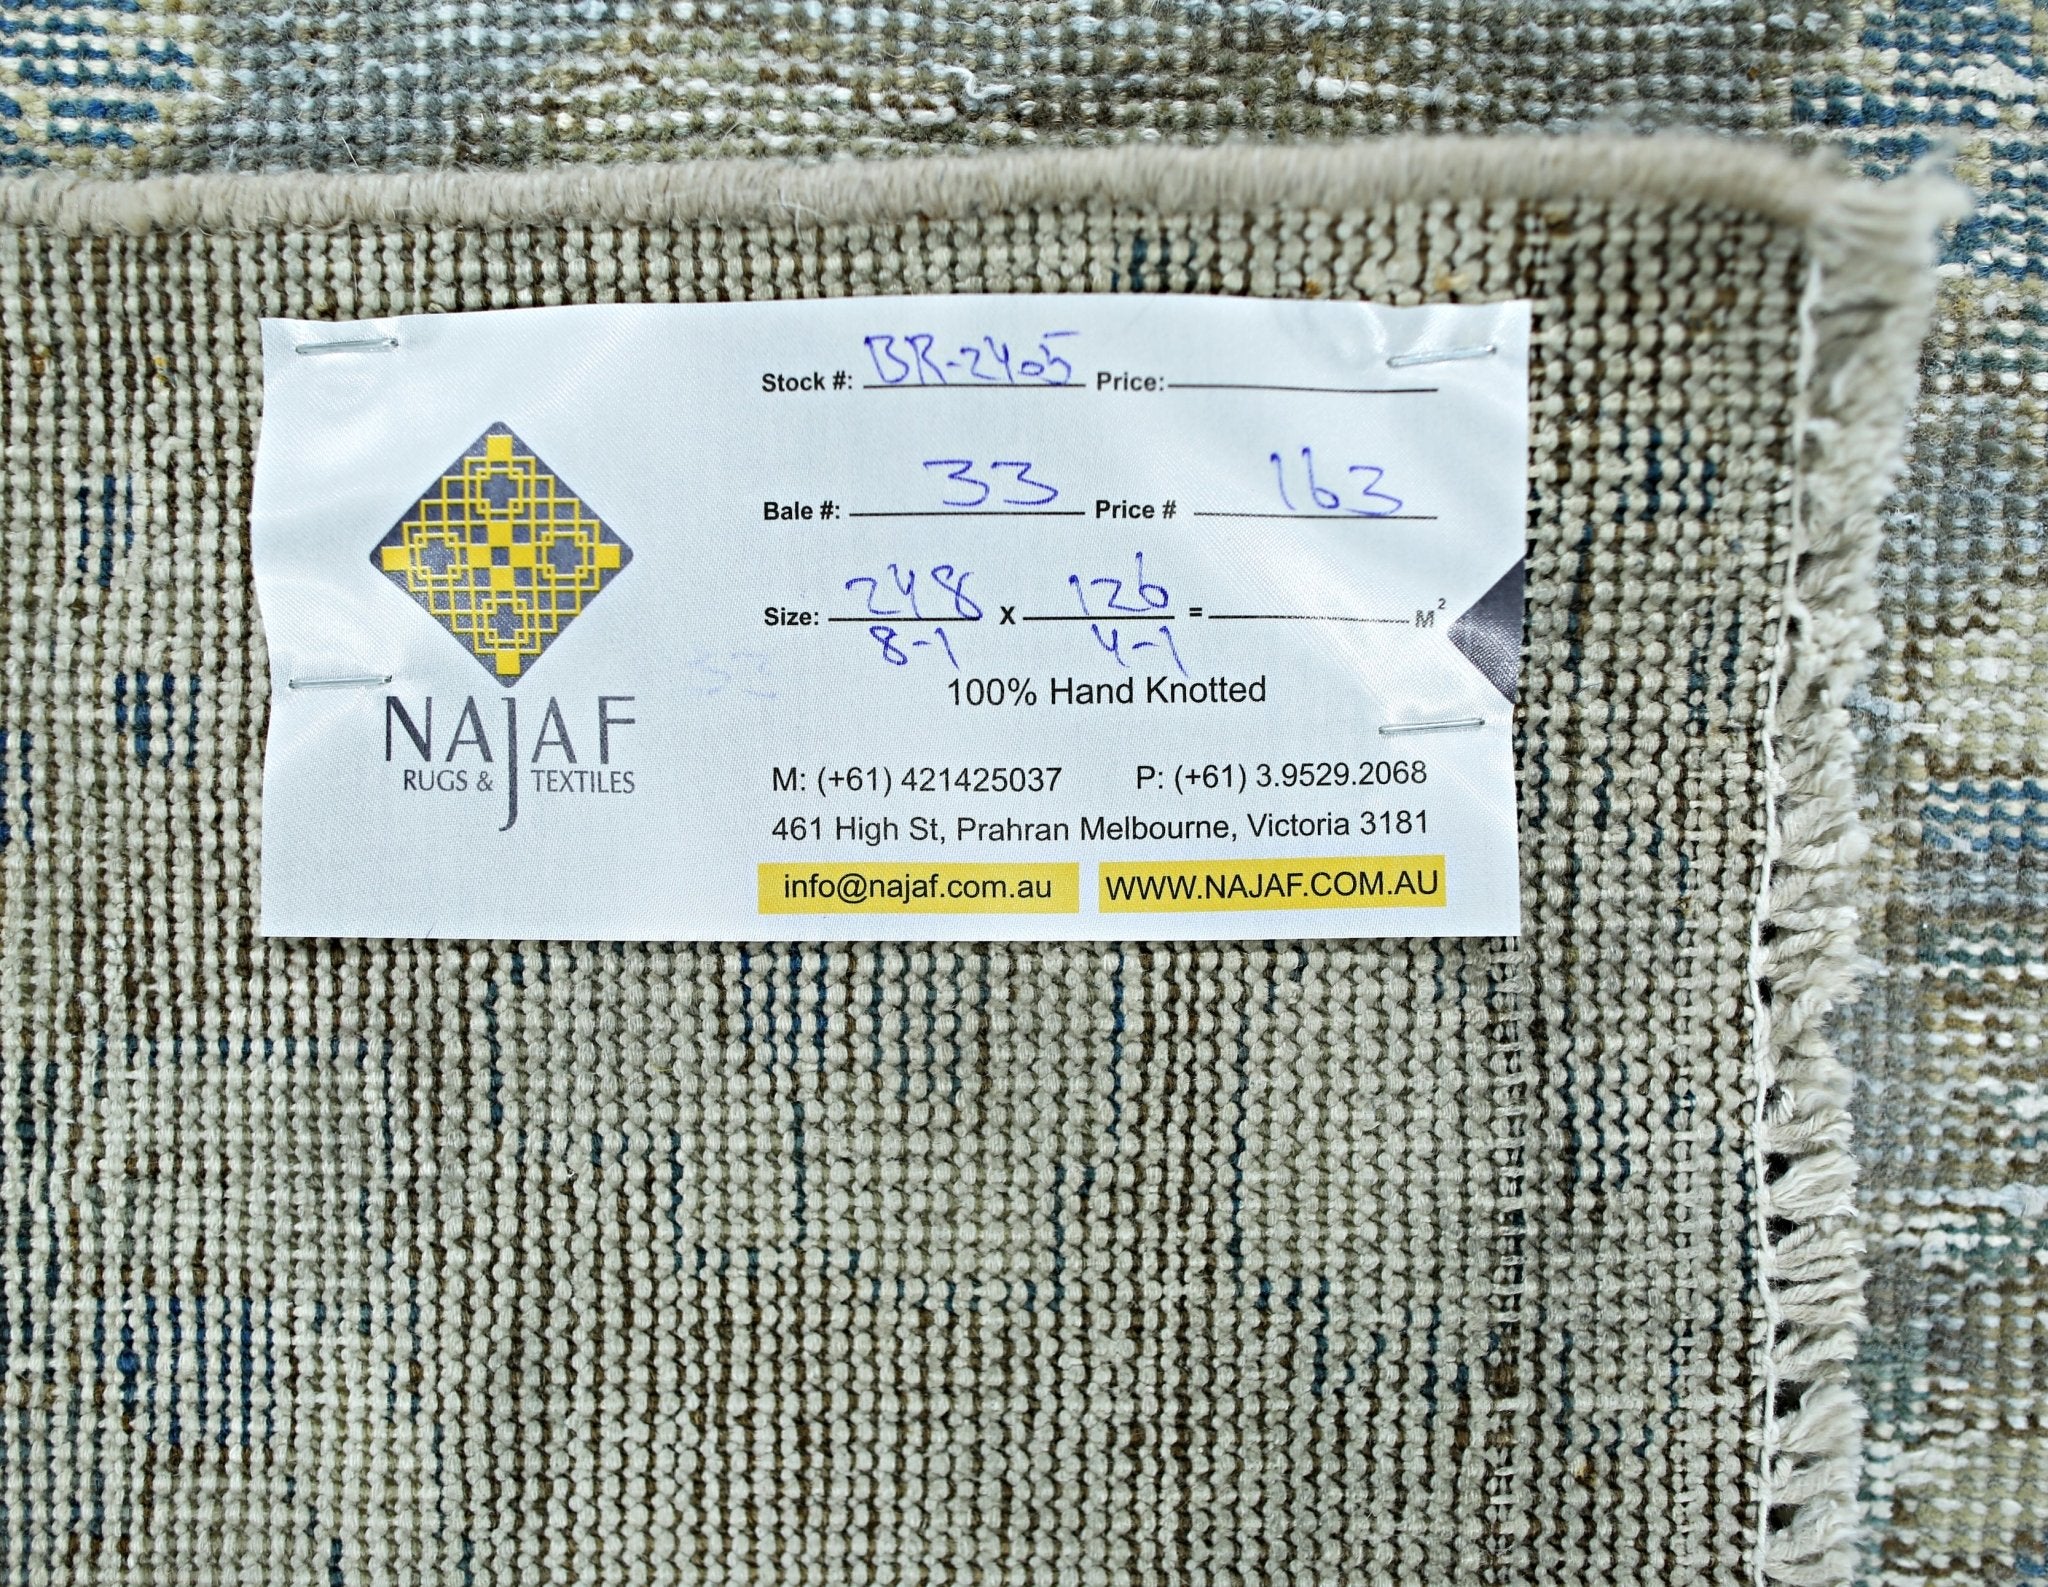 NAJAF
RUGS & TEXTILES
Stock #: BR-2405 Price:
Bale #: 33 Price # 163
Size: 248 x 126 = M²
8-1 4-1
100% Hand Knotted
M: (+61) 421425037 P: (+61) 3.9529.2068
461 High St, Prahran Melbourne, Victoria 3181
info@najaf.com.au WWW.NAJAF.COM.AU